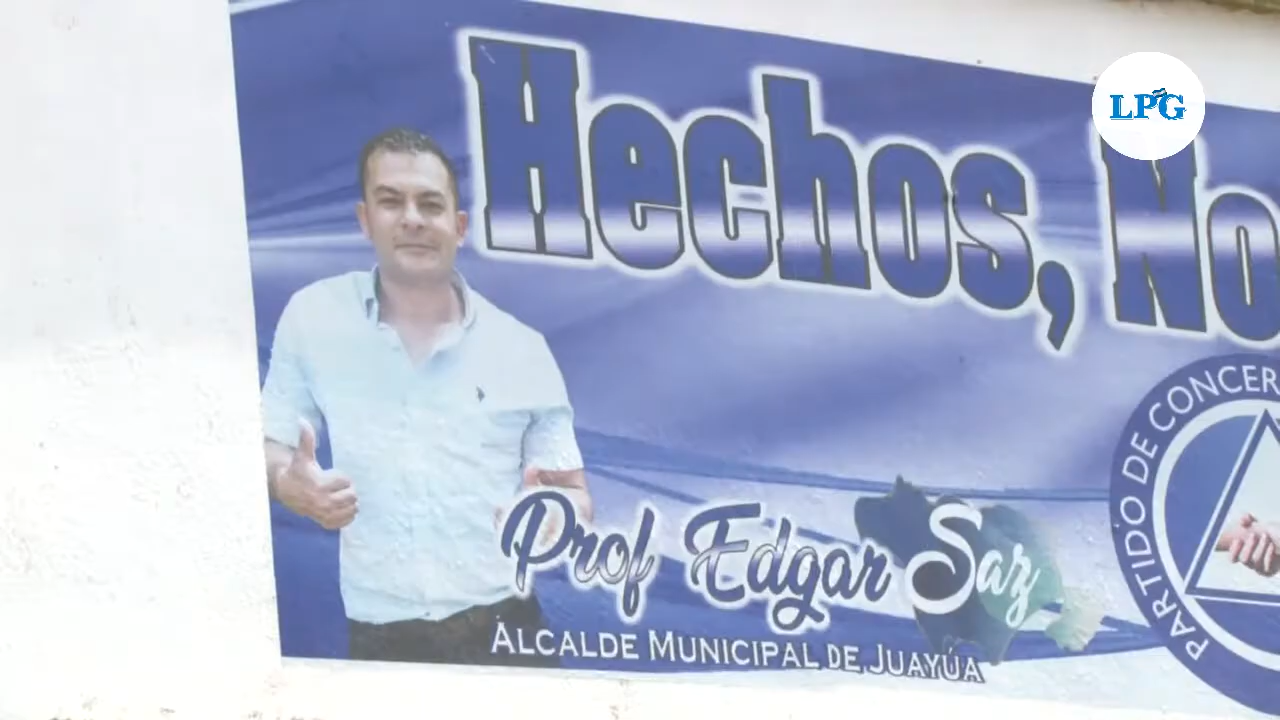 LPG
Hechos, No
Prof Edgar Saz
ALCALDE MUNICIPAL DE JUAYÚA
PARTIDO DE CONCER